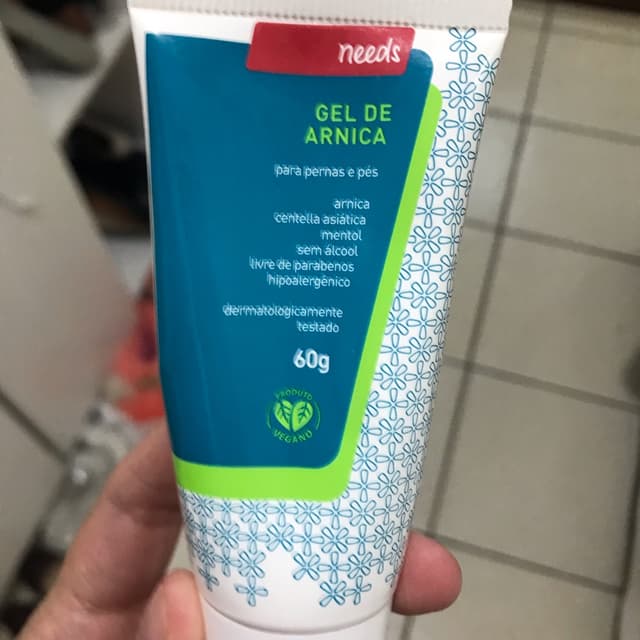 needs
GEL DE
ARNICA
para pernas e pés
arnica
centella asiática
mentol
sem álcool
livre de parabenos
hipoalergênico
dermatologicamente
testado
60g
PRODUTO
VEGANO